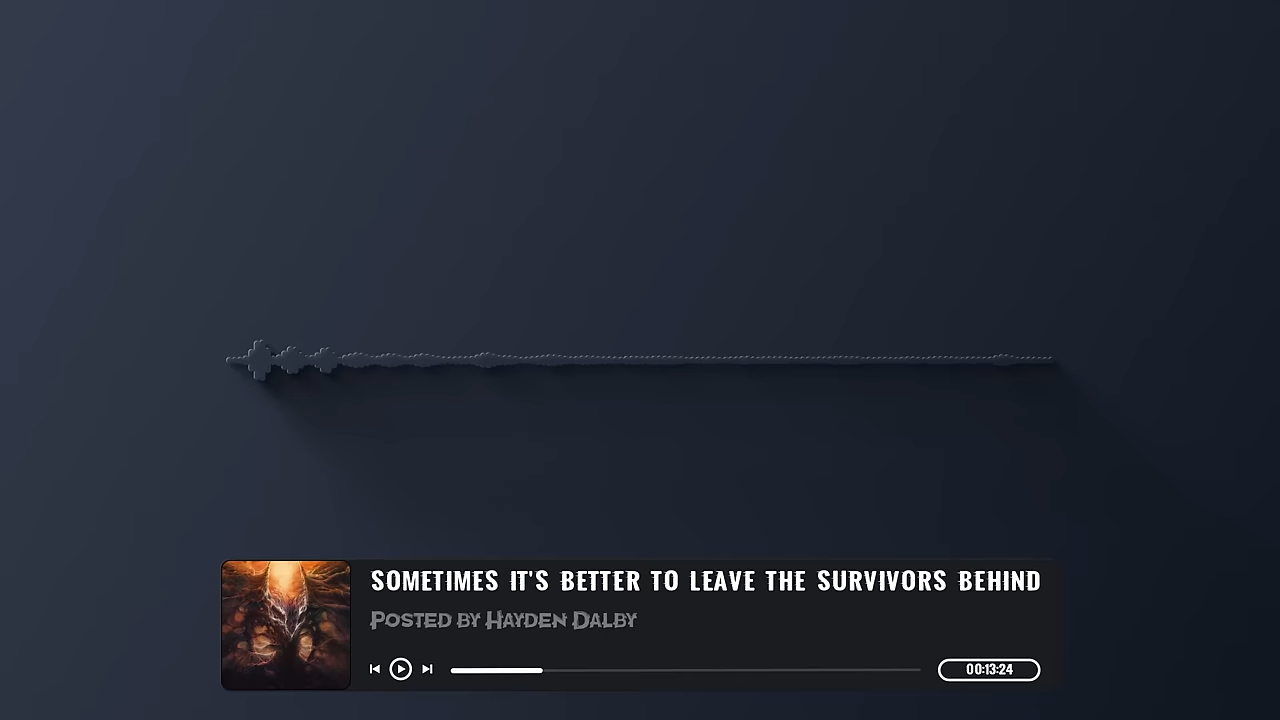 SOMETIMES IT'S BETTER TO LEAVE THE SURVIVORS BEHIND
POSTED BY HAYDEN DALBY
00:13:24